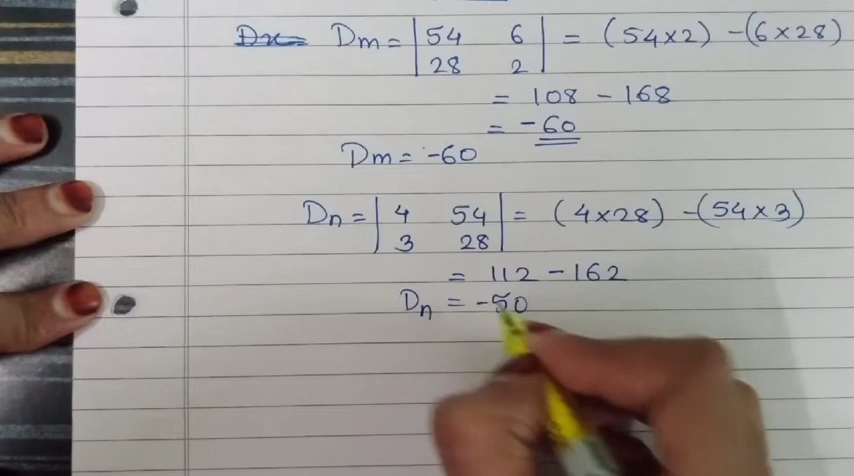 Dx= Dm = |54 6| = (54×2) -(6×28)
|28 2|
= 108 - 168
= -60
Dm = -60
Dn = |4 54| = (4×28) -(54×3)
|3 28|
= 112 - 162
Dn = -50